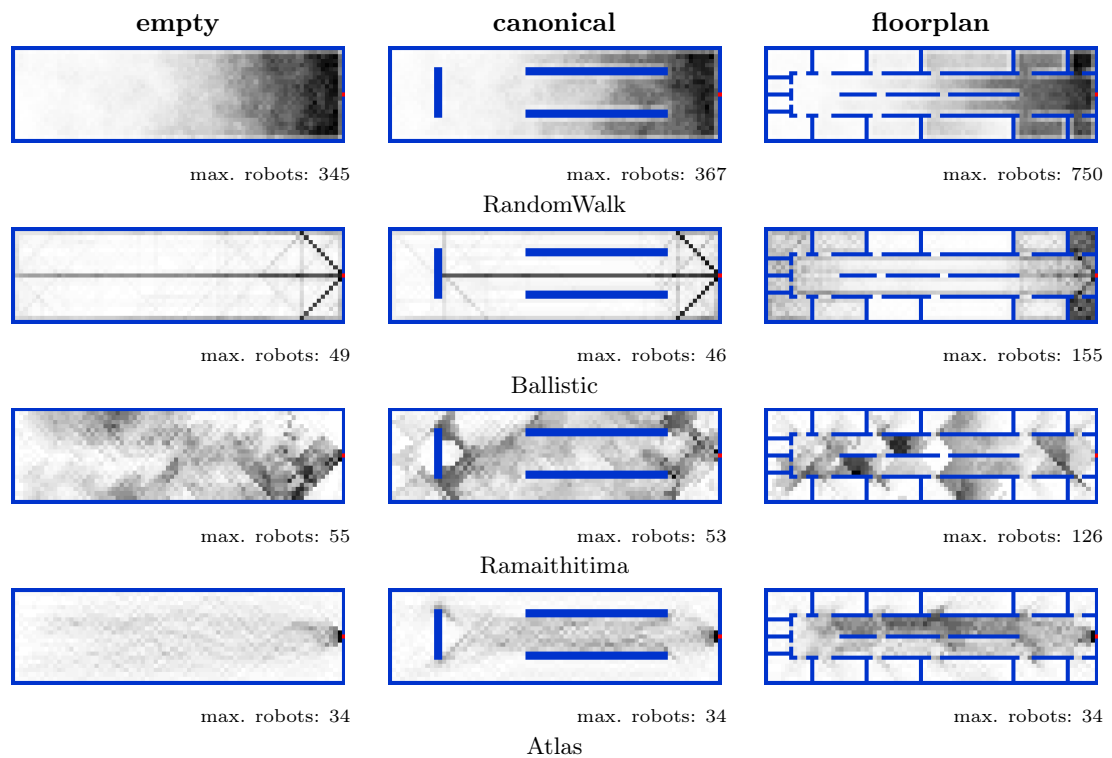 empty canonical floorplan
max. robots: 345 max. robots: 367 max. robots: 750
RandomWalk
max. robots: 49 max. robots: 46 max. robots: 155
Ballistic
max. robots: 55 max. robots: 53 max. robots: 126
Ramaithitima
max. robots: 34 max. robots: 34 max. robots: 34
Atlas